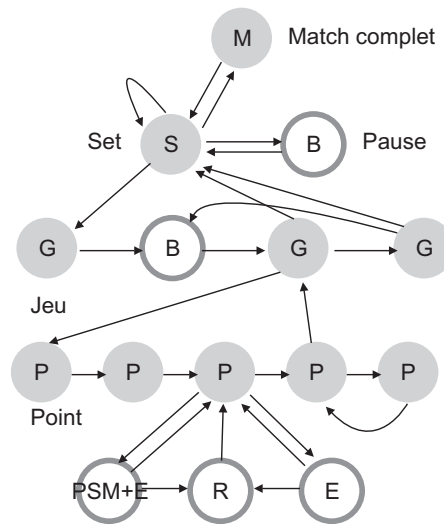 M Match complet
Set S B Pause
G B G G
Jeu
P P P P P
Point
PSM+E R E